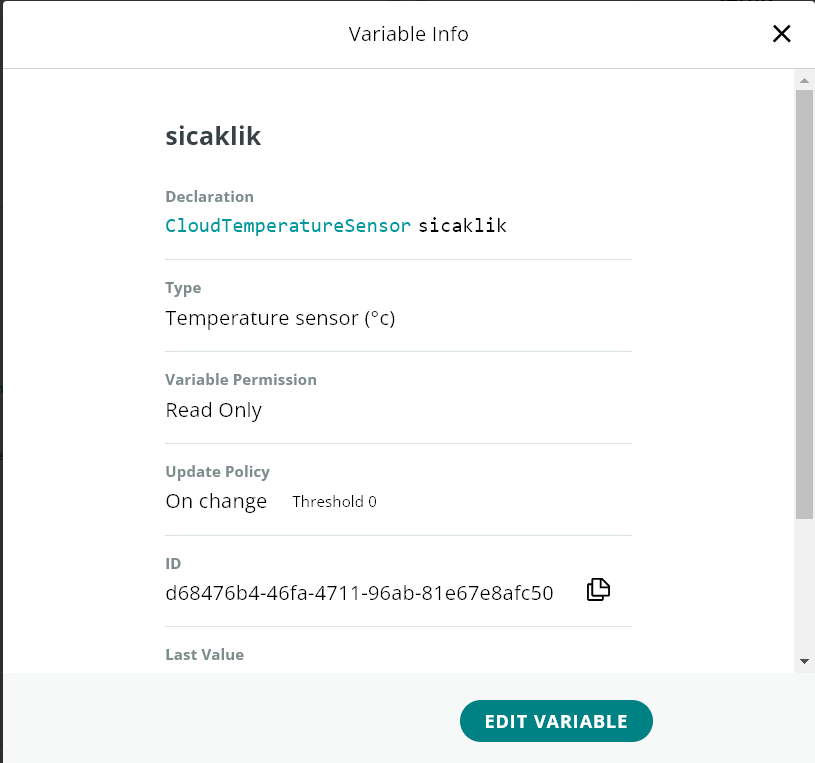 Variable Info
sicaklik
Declaration
CloudTemperatureSensor sicaklik
Type
Temperature sensor (°c)
Variable Permission
Read Only
Update Policy
On change Threshold 0
ID
d68476b4-46fa-4711-96ab-81e67e8afc50
Last Value
EDIT VARIABLE